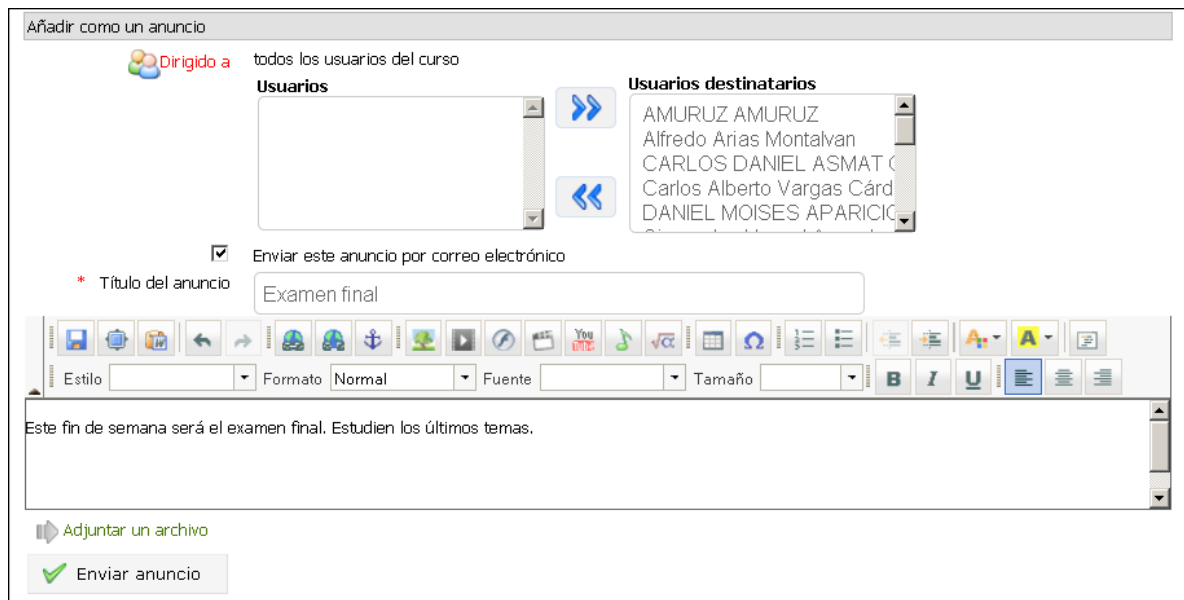 Añadir como un anuncio
Dirigido a todos los usuarios del curso
Usuarios
Usuarios destinatarios
AMURUZ AMURUZ
Alfredo Arias Montalvan
CARLOS DANIEL ASMAT
Carlos Alberto Vargas Cárd
DANIEL MOISES APARICIO
Enviar este anuncio por correo electrónico
* Título del anuncio Examen final
You
Estilo Formato Normal Fuente Tamaño B I U
Este fin de semana será el examen final. Estudien los últimos temas.
Adjuntar un archivo
Enviar anuncio